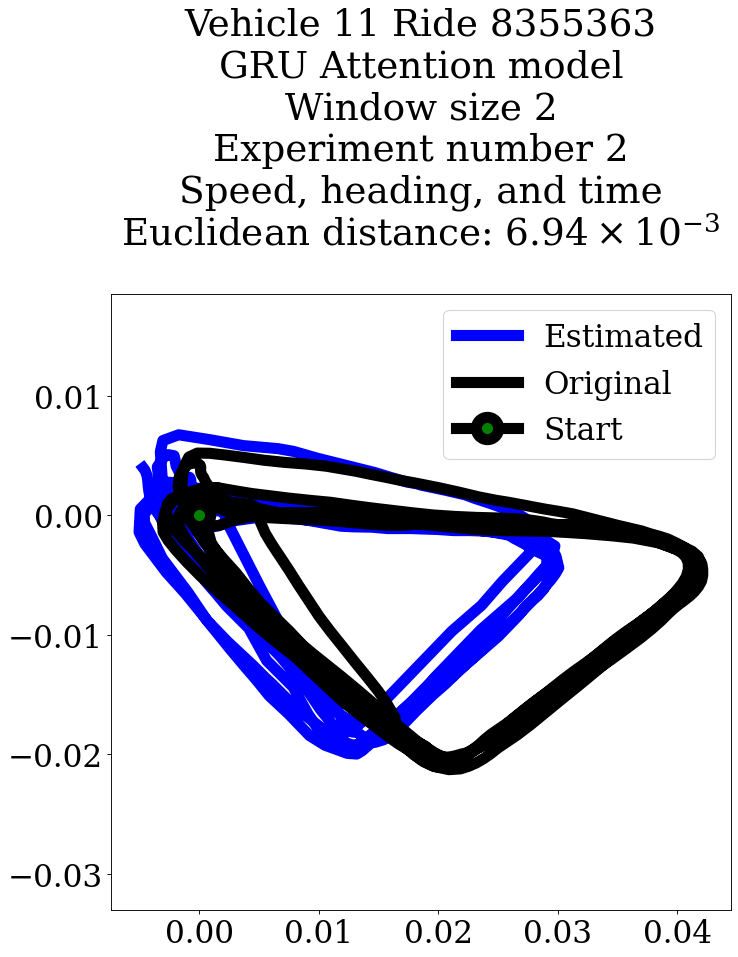 Vehicle 11 Ride 8355363
GRU Attention model
Window size 2
Experiment number 2
Speed, heading, and time
Euclidean distance: 6.94 × 10⁻³
Estimated
Original
Start
0.01
0.00
−0.01
−0.02
−0.03
0.00 0.01 0.02 0.03 0.04